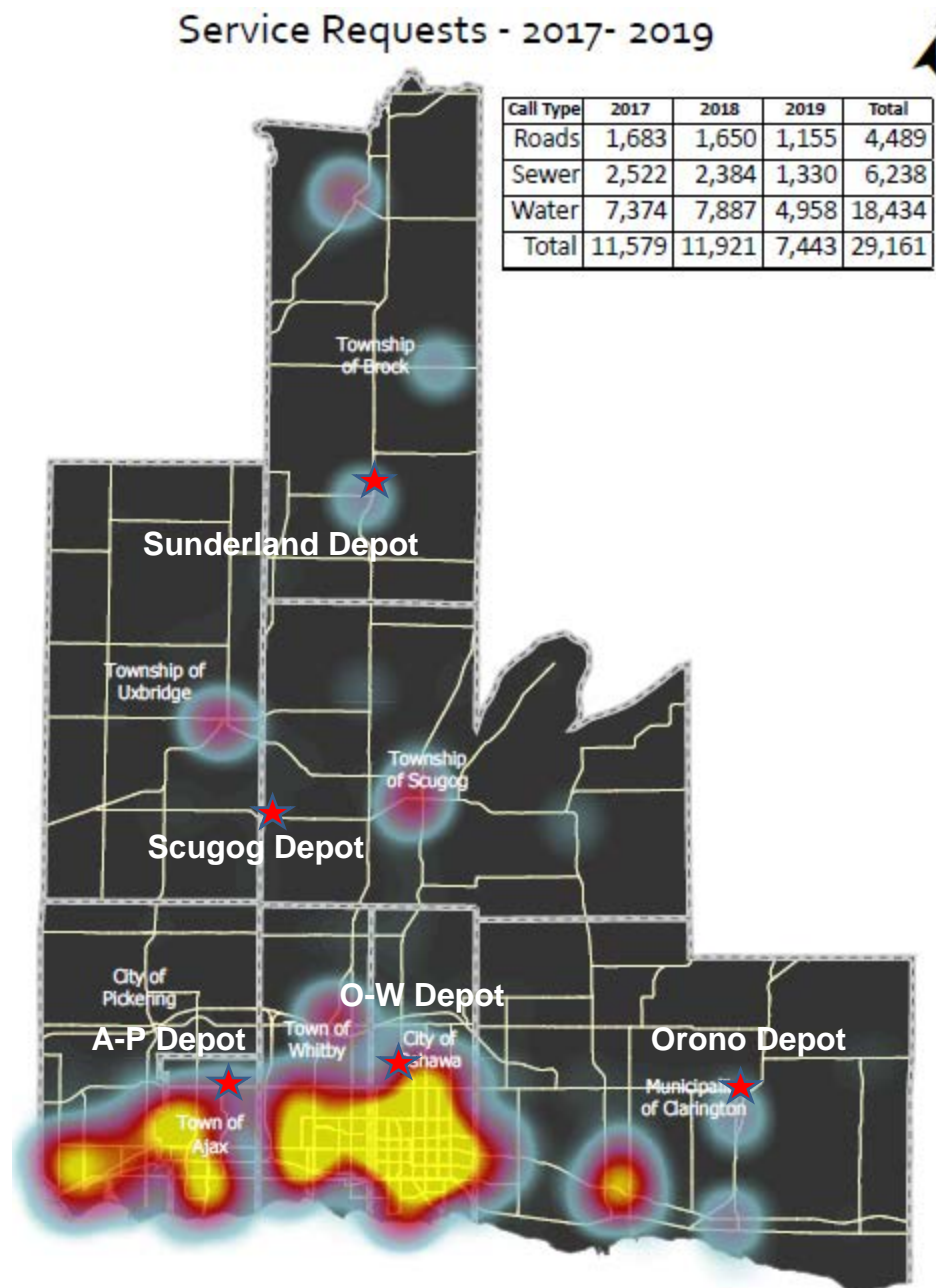 Service Requests - 2017- 2019
Call Type 2017 2018 2019 Total
Roads 1,683 1,650 1,155 4,489
Sewer 2,522 2,384 1,330 6,238
Water 7,374 7,887 4,958 18,434
Total 11,579 11,921 7,443 29,161
Township
of Brock
Sunderland Depot
Township of
Uxbridge
Township
of Scugog
Scugog Depot
City of
Pickering
A-P Depot
O-W Depot
Town of
Whitby
City of
Orono Depot
of Clarington
Town of
Ajax